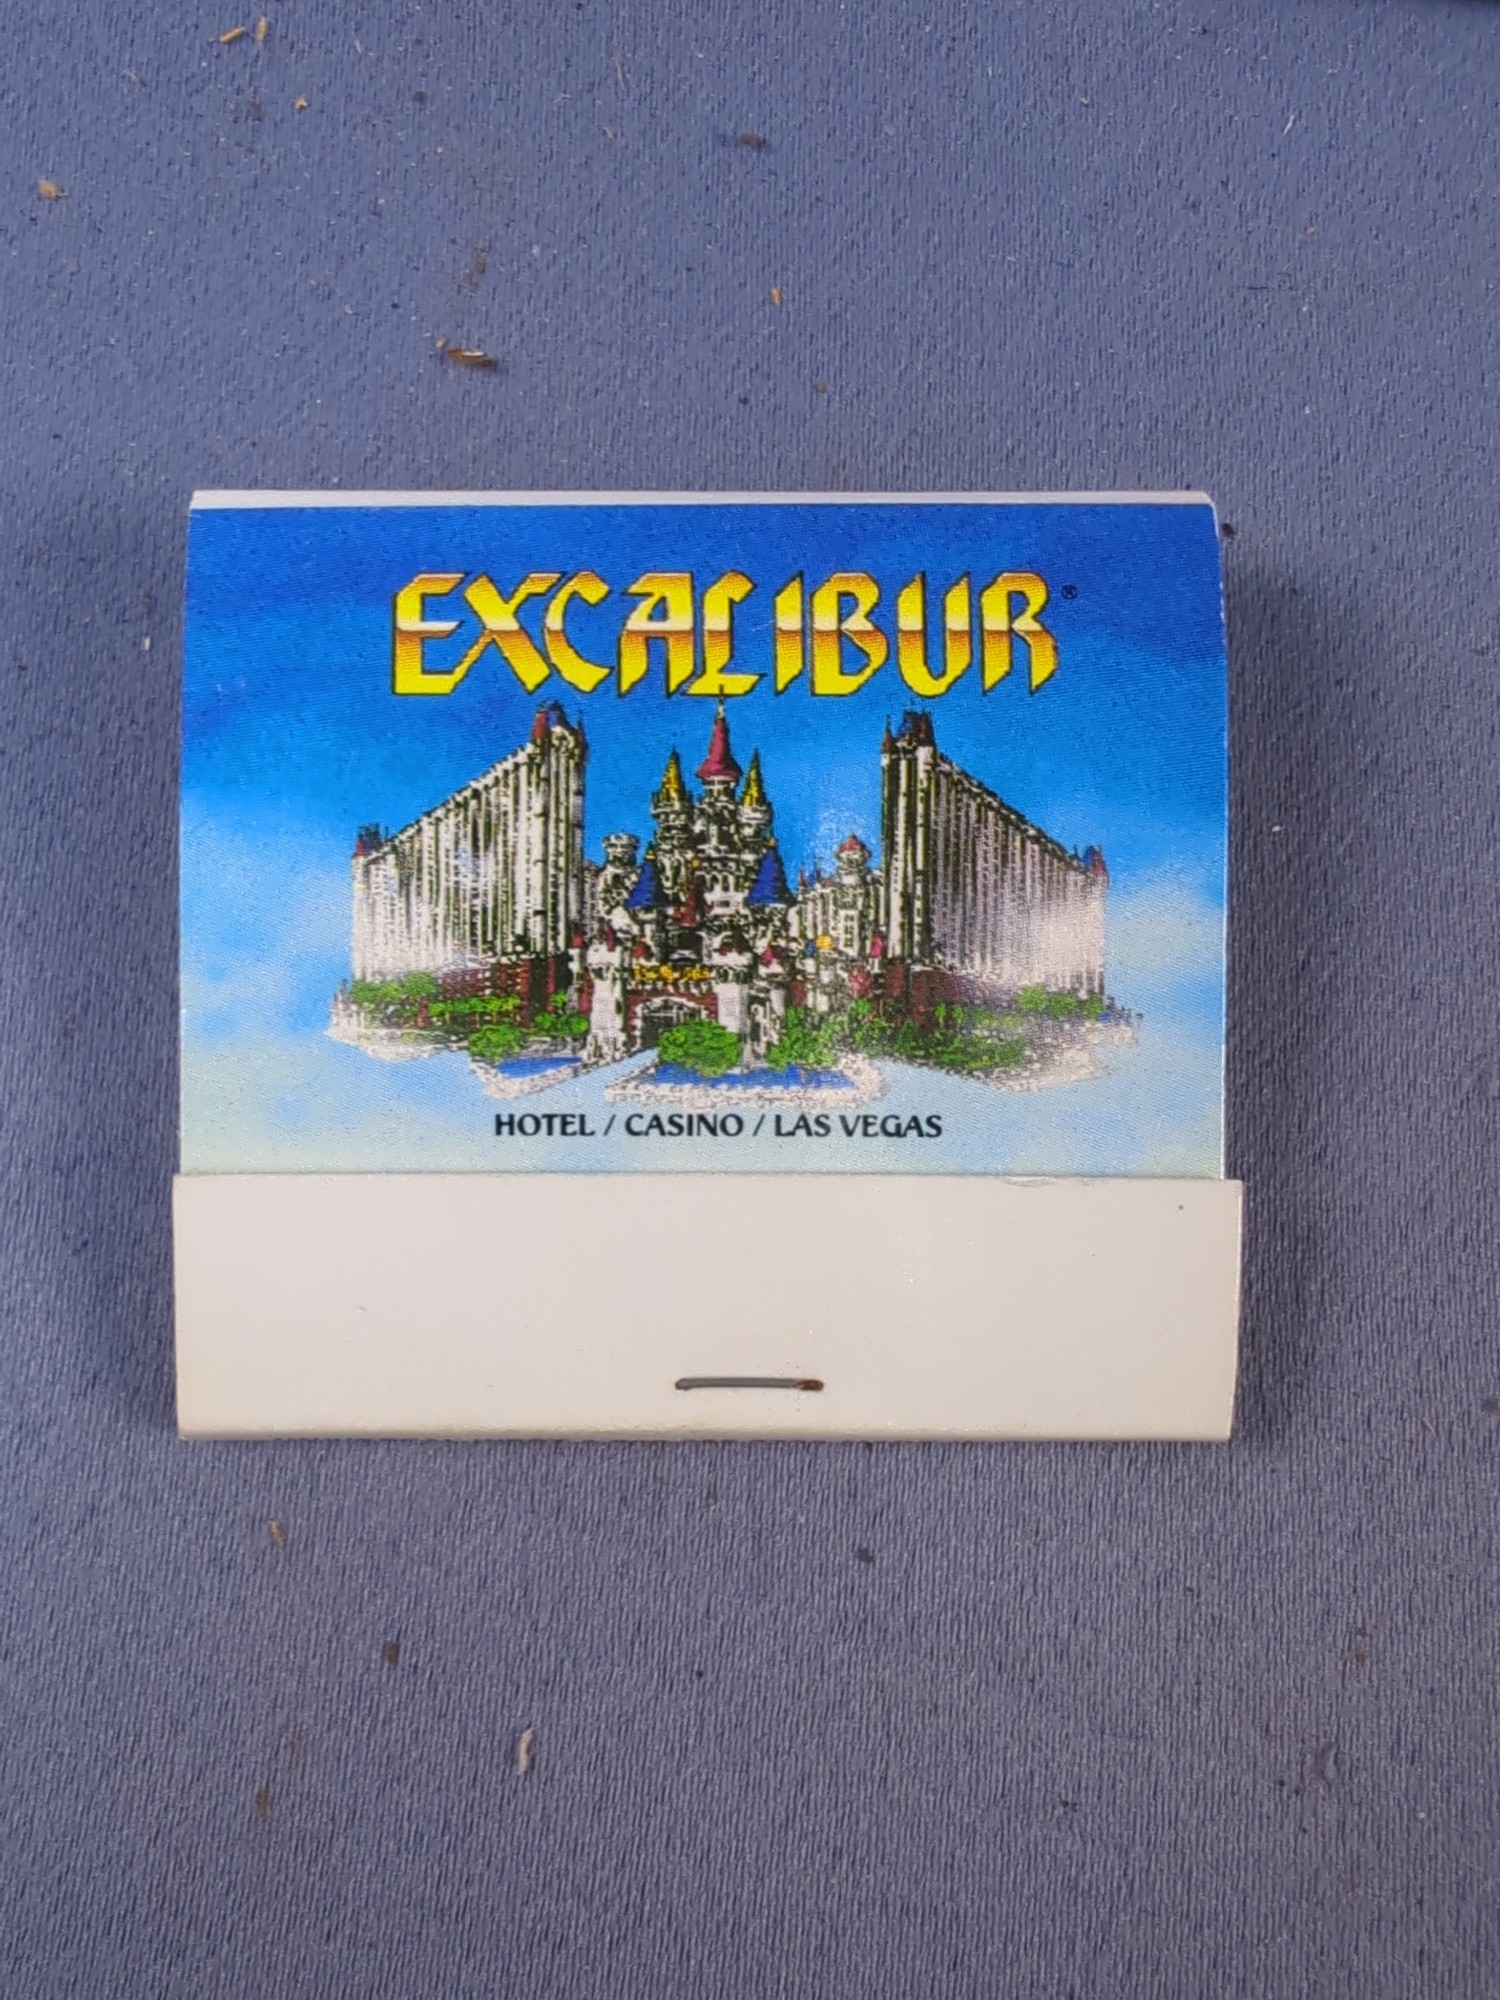 EXCALIBUR®
HOTEL / CASINO / LAS VEGAS